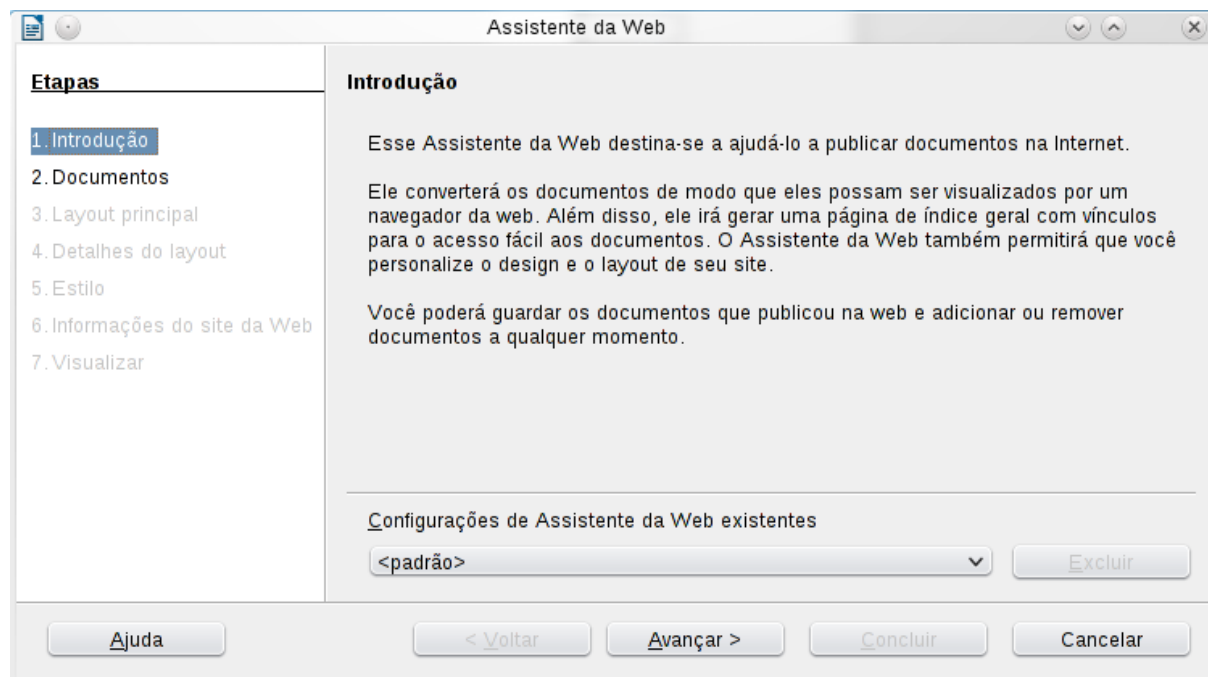 Assistente da Web
Etapas
1. Introdução
2. Documentos
3. Layout principal
4. Detalhes do layout
5. Estilo
6. Informações do site da Web
7. Visualizar
Introdução
Esse Assistente da Web destina-se a ajudá-lo a publicar documentos na Internet.
Ele converterá os documentos de modo que eles possam ser visualizados por um
navegador da web. Além disso, ele irá gerar uma página de índice geral com vínculos
para o acesso fácil aos documentos. O Assistente da Web também permitirá que você
personalize o design e o layout de seu site.
Você poderá guardar os documentos que publicou na web e adicionar ou remover
documentos a qualquer momento.
Configurações de Assistente da Web existentes
<padrão>
Excluir
Ajuda
< Voltar
Avançar >
Concluir
Cancelar